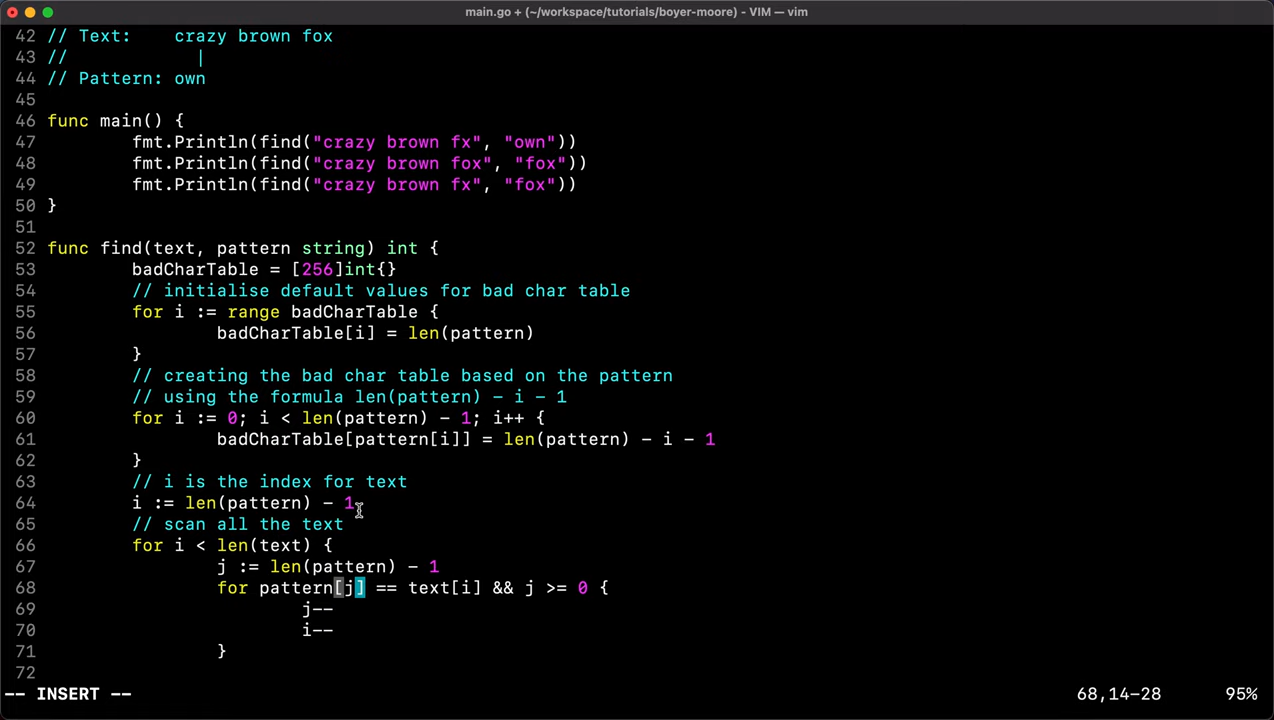 main.go + (~/workspace/tutorials/boyer-moore) - VIM — vim
42 // Text:    crazy brown fox
43 //            |
44 // Pattern: own
45
46 func main() {
47         fmt.Println(find("crazy brown fx", "own"))
48         fmt.Println(find("crazy brown fox", "fox"))
49         fmt.Println(find("crazy brown fx", "fox"))
50 }
51
52 func find(text, pattern string) int {
53         badCharTable = [256]int{}
54         // initialise default values for bad char table
55         for i := range badCharTable {
56                 badCharTable[i] = len(pattern)
57         }
58         // creating the bad char table based on the pattern
59         // using the formula len(pattern) - i - 1
60         for i := 0; i < len(pattern) - 1; i++ {
61                 badCharTable[pattern[i]] = len(pattern) - i - 1
62         }
63         // i is the index for text
64         i := len(pattern) - 1
65         // scan all the text
66         for i < len(text) {
67                 j := len(pattern) - 1
68                 for pattern[j] == text[i] && j >= 0 {
69                         j--
70                         i--
71                 }
72
-- INSERT --                    68,14-28        95%